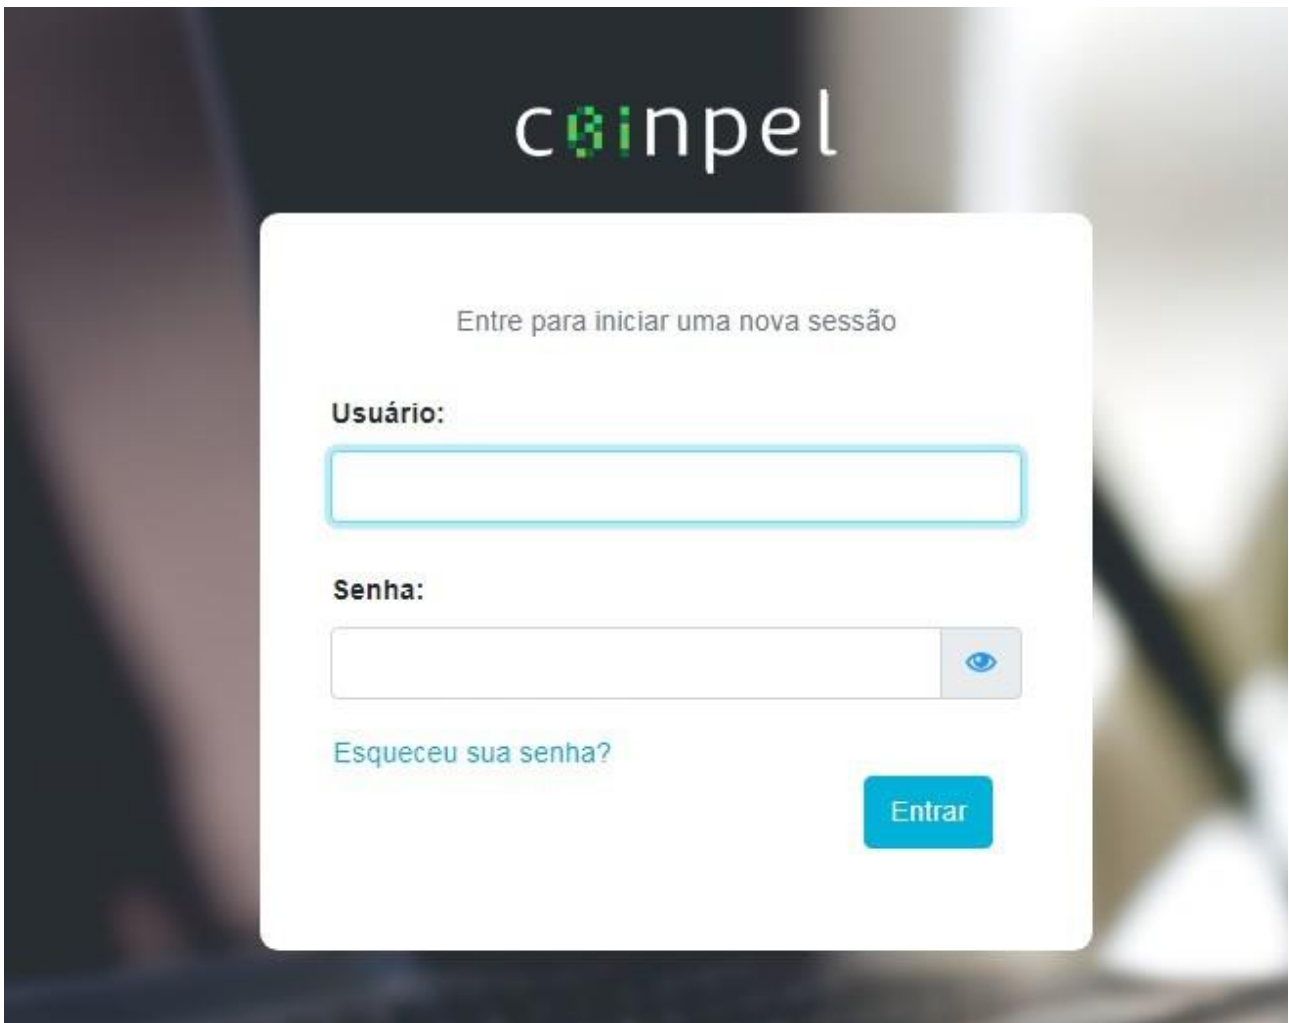 coinpel
Entre para iniciar uma nova sessão
Usuário:
Senha:
Esqueceu sua senha?
Entrar